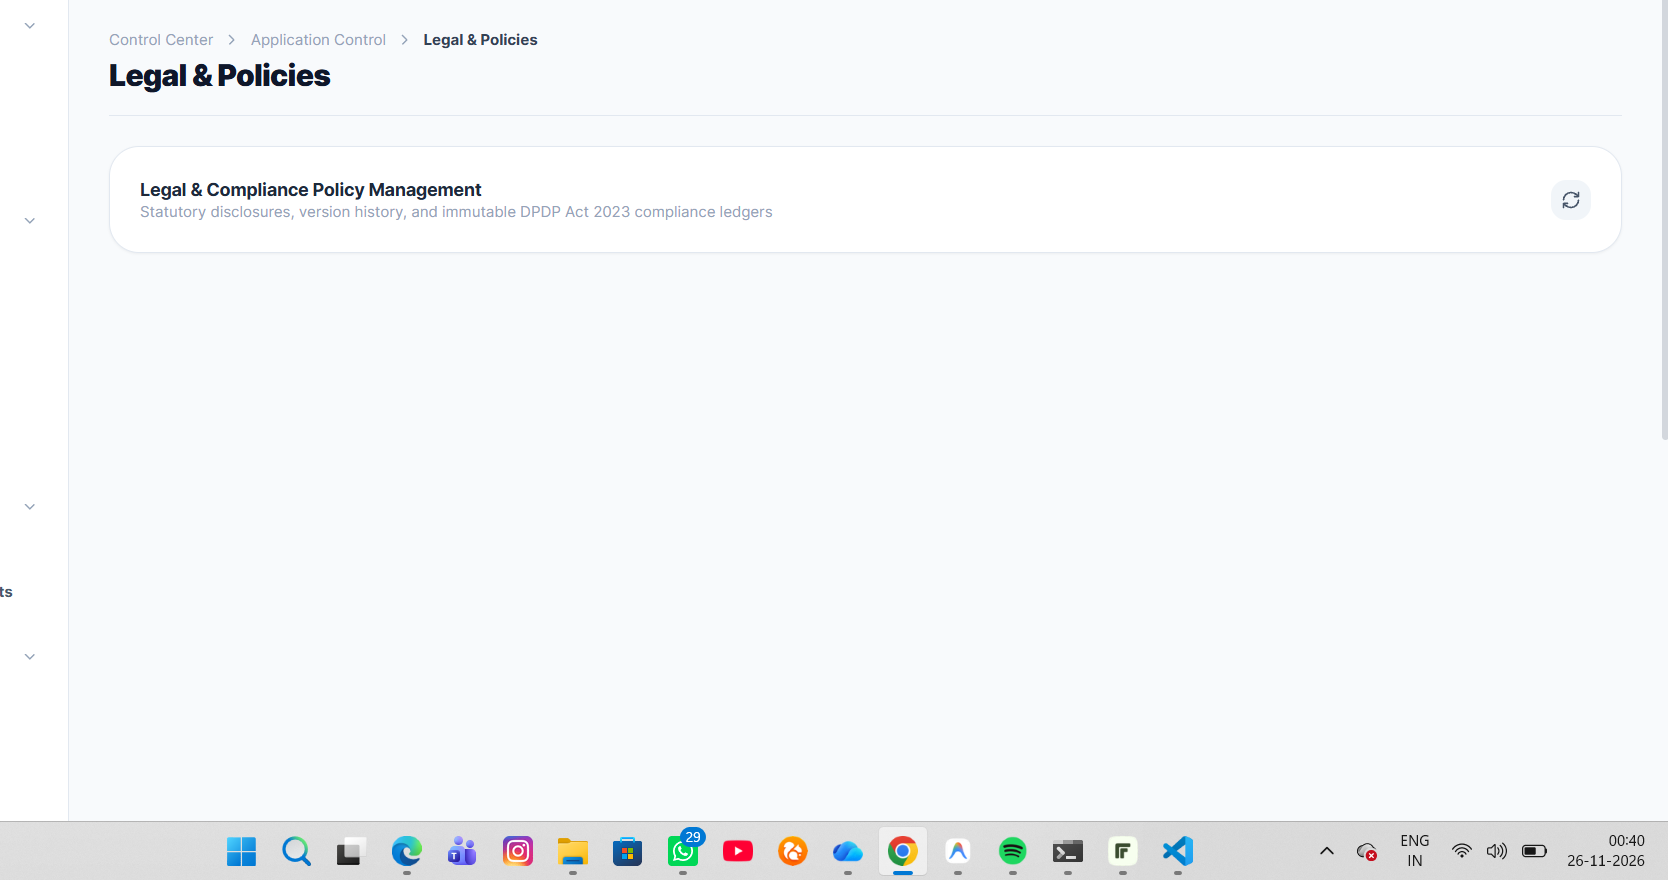 Control Center > Application Control > Legal & Policies
Legal & Policies
Legal & Compliance Policy Management
Statutory disclosures, version history, and immutable DPDP Act 2023 compliance ledgers
ts
29
ENG
IN
00:40
26-11-2026